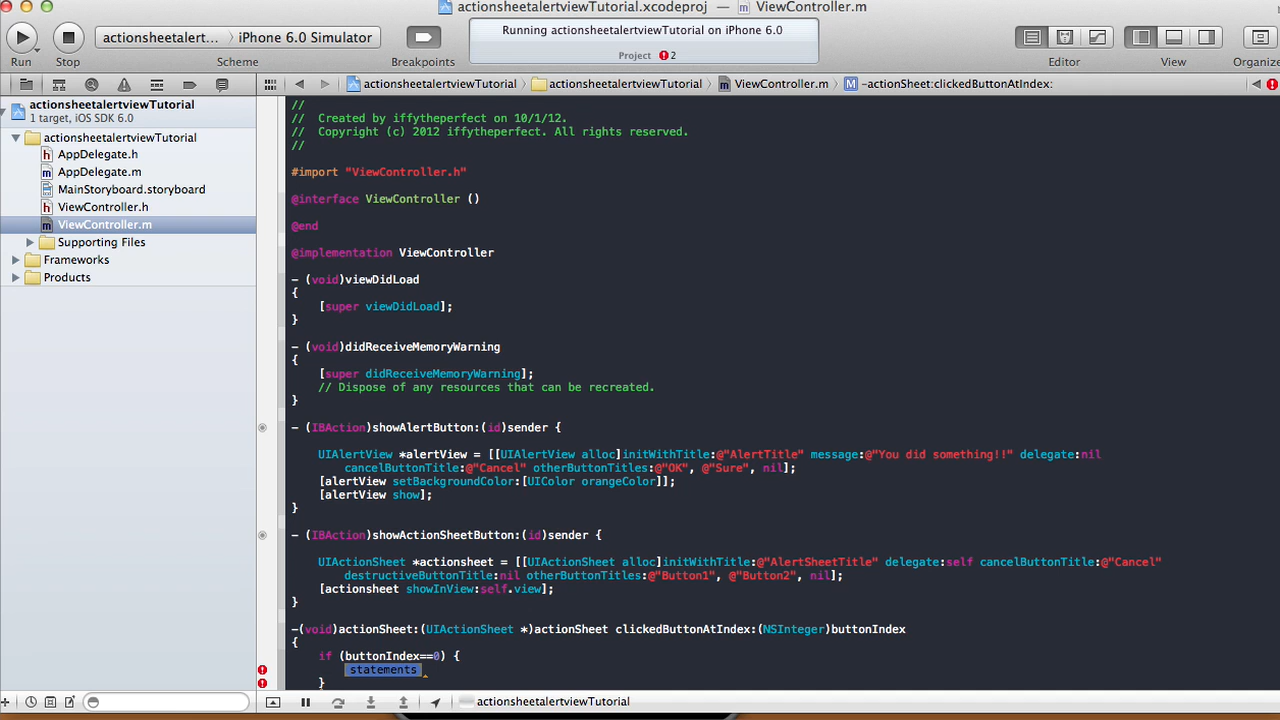 actionsheetalertviewTutorial.xcodeproj — ViewController.m
actionsheetalert... iPhone 6.0 Simulator
Running actionsheetalertviewTutorial on iPhone 6.0
Project 2
Run Stop Scheme Breakpoints Editor View Organize
actionsheetalertviewTutorial actionsheetalertviewTutorial ViewController.m M -actionSheet:clickedButtonAtIndex:
actionsheetalertviewTutorial
1 target, iOS SDK 6.0
actionsheetalertviewTutorial
h AppDelegate.h
m AppDelegate.m
MainStoryboard.storyboard
h ViewController.h
m ViewController.m
Supporting Files
Frameworks
Products
//
// Created by iffytheperfect on 10/1/12.
// Copyright (c) 2012 iffytheperfect. All rights reserved.
//
#import "ViewController.h"
@interface ViewController ()
@end
@implementation ViewController
- (void)viewDidLoad
{
[super viewDidLoad];
}
- (void)didReceiveMemoryWarning
{
[super didReceiveMemoryWarning];
// Dispose of any resources that can be recreated.
}
- (IBAction)showAlertButton:(id)sender {
UIAlertView *alertView = [[UIAlertView alloc]initWithTitle:@"AlertTitle" message:@"You did something!!" delegate:nil
cancelButtonTitle:@"Cancel" otherButtonTitles:@"OK", @"Sure", nil];
[alertView setBackgroundColor:[UIColor orangeColor]];
[alertView show];
}
- (IBAction)showActionSheetButton:(id)sender {
UIActionSheet *actionsheet = [[UIActionSheet alloc]initWithTitle:@"AlertSheetTitle" delegate:self cancelButtonTitle:@"Cancel"
destructiveButtonTitle:nil otherButtonTitles:@"Button1", @"Button2", nil];
[actionsheet showInView:self.view];
}
-(void)actionSheet:(UIActionSheet *)actionSheet clickedButtonAtIndex:(NSInteger)buttonIndex
{
if (buttonIndex==0) {
statements
}
actionsheetalertviewTutorial